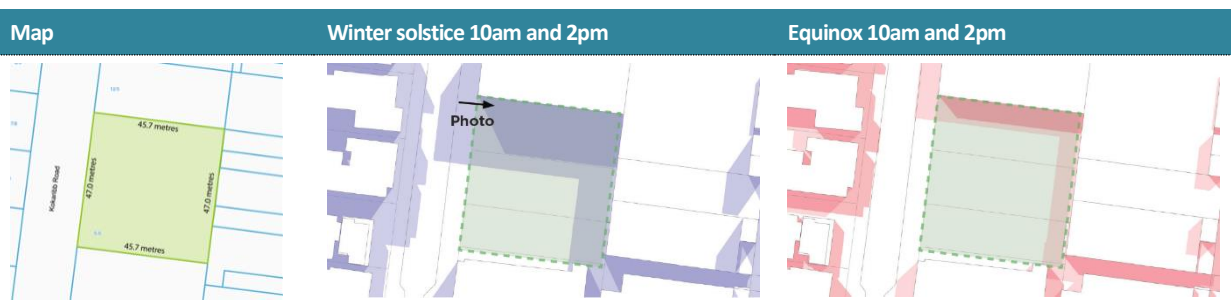 Map
Winter solstice 10am and 2pm
Equinox 10am and 2pm
45.7 metres
47.0 metres
47.0 metres
45.7 metres
Kokaribb Road
Photo